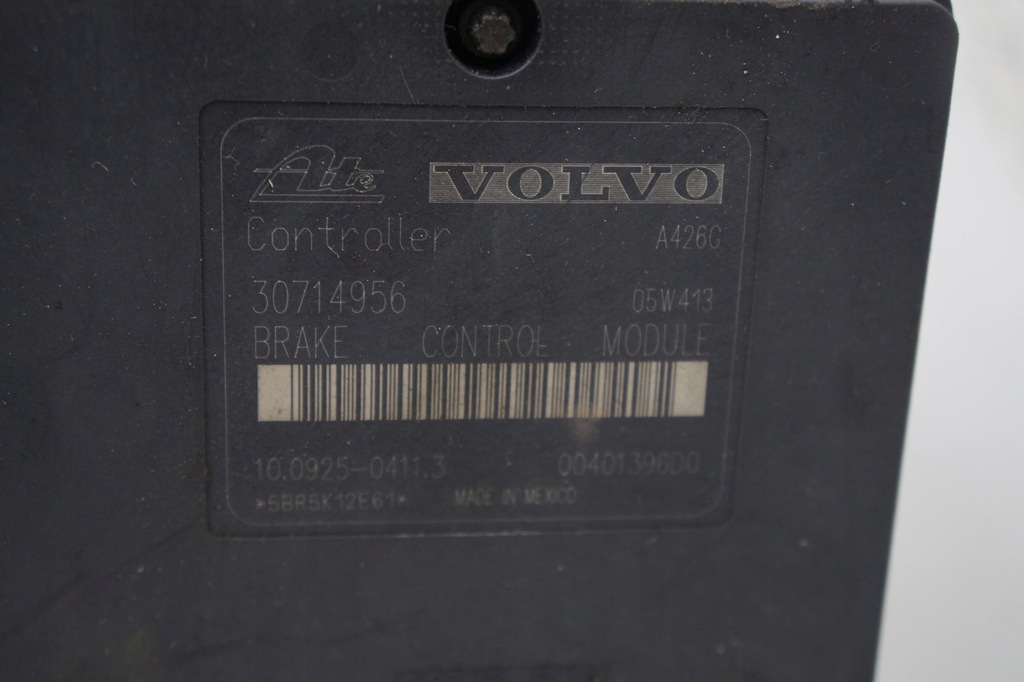 Ate VOLVO
Controller A426G
30714956 05W413
BRAKE CONTROL MODULE
10.0925-0411.3 00401396D0
*5BR5K12E61* MADE IN MEXICO